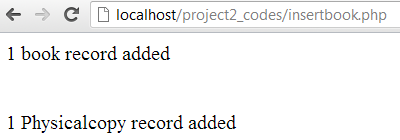 localhost/project2_codes/insertbook.php
1 book record added
1 Physicalcopy record added